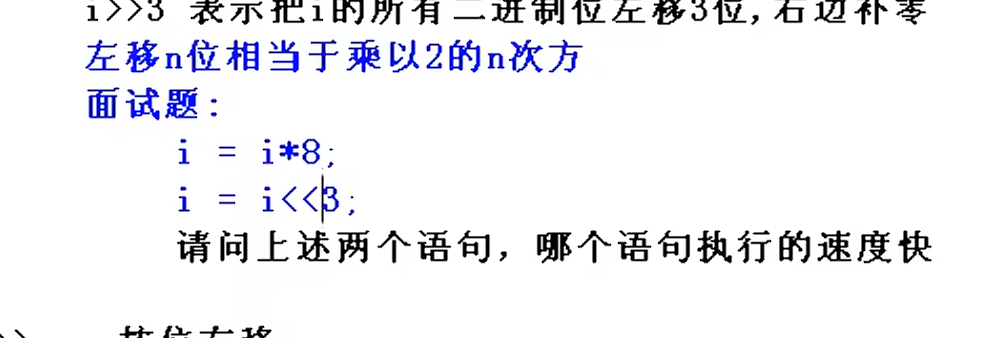 i>>3 表示把i的所有二进制位左移3位,右边补零
左移n位相当于乘以2的n次方
面试题:
i = i*8;
i = i<<3;
请问上述两个语句，哪个语句执行的速度快
按位右移